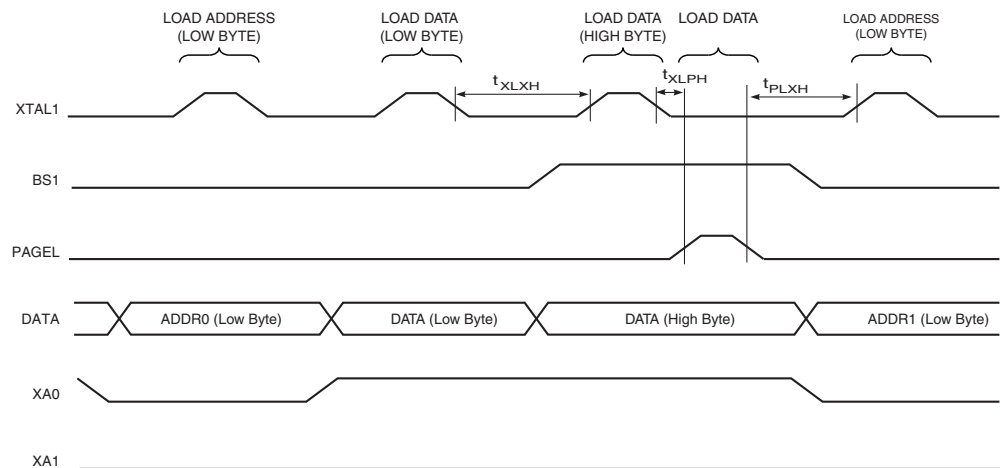 LOAD ADDRESS
(LOW BYTE)
LOAD DATA
(LOW BYTE)
LOAD DATA
(HIGH BYTE)
LOAD DATA
LOAD ADDRESS
(LOW BYTE)
tXLXH
tXLPH
tPLXH
XTAL1
BS1
PAGEL
DATA
ADDR0 (Low Byte)
DATA (Low Byte)
DATA (High Byte)
ADDR1 (Low Byte)
XA0
XA1